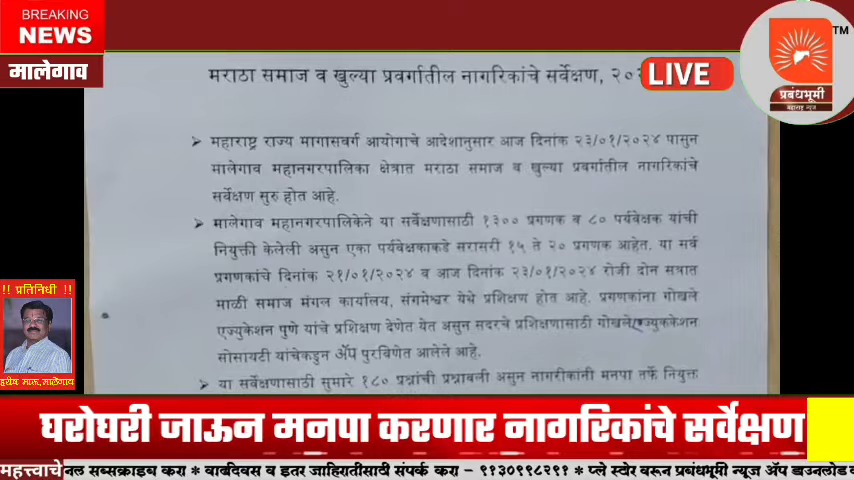 BREAKING
NEWS
मालेगाव
LIVE
TM
प्रबंधभूमी
महाराष्ट्र न्यूज
मराठा समाज व खुल्या प्रवर्गातील नागरिकांचे सर्वेक्षण,
➢ महाराष्ट्र राज्य मागासवर्ग आयोगाचे आदेशानुसार आज दिनांक २३/०१/२०२४ पासुन
मालेगाव महानगरपालिका क्षेत्रात मराठा समाज व खुल्या प्रवर्गातील नागरिकांचे
सर्वेक्षण सुरु होत आहे.
➢ मालेगाव महानगरपालिकेने या सर्वेक्षणासाठी १३०० प्रगणक व ८० पर्यवेक्षक यांची
नियुक्ती केलेली असुन एका पर्यवेक्षकाकडे सरासरी १५ ते २० प्रगणक आहेत. या सर्व
प्रगणकांचे दिनांक २१/०१/२०२४ व आज दिनांक २३/०१/२०२४ रोजी दोन सत्रात
माळी समाज मंगल कार्यालय, संगमेश्वर येथे प्रशिक्षण होत आहे. प्रगणकांना गोखले
एज्युकेशन पुणे यांचे प्रशिक्षण देणेत येत असुन सदरचे प्रशिक्षणासाठी गोखले
सोसायटी यांचेकडुन ॲप पुरविणेत आलेले आहे.
➢ या सर्वेक्षणासाठी सुमारे १८० प्रश्नांची प्रश्नावली असुन नागरीकांनी मनपा तर्फे नियुक्त
!! प्रतिनिधी !!
घरोघरी जाऊन मनपा करणार नागरिकांचे सर्वेक्षण
महत्त्वाचे
नल सब्सक्राइब करा * वाढदिवस व इतर जाहिरातीसाठी संपर्क करा - ९१३०९९८२९१ * प्ले स्टोर वरून प्रबंधभूमी न्यूज ॲप डाउनलोड